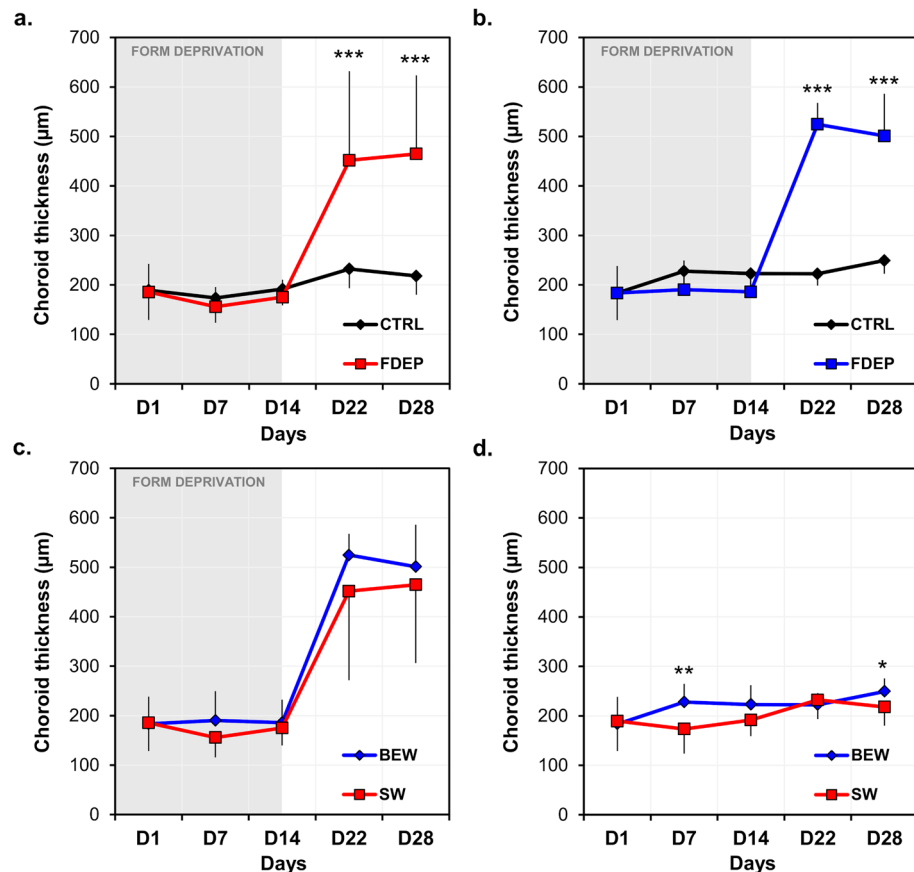 a.
FORM DEPRIVATION
Choroid thickness (µm)
700
600
500
400
300
200
100
0
*** ***
CTRL
FDEP
D1 D7 D14 D22 D28
Days
b.
FORM DEPRIVATION
Choroid thickness (µm)
700
600
500
400
300
200
100
0
*** ***
CTRL
FDEP
D1 D7 D14 D22 D28
Days
c.
FORM DEPRIVATION
Choroid thickness (µm)
700
600
500
400
300
200
100
0
BEW
SW
D1 D7 D14 D22 D28
Days
d.
Choroid thickness (µm)
700
600
500
400
300
200
100
0
** *
BEW
SW
D1 D7 D14 D22 D28
Days